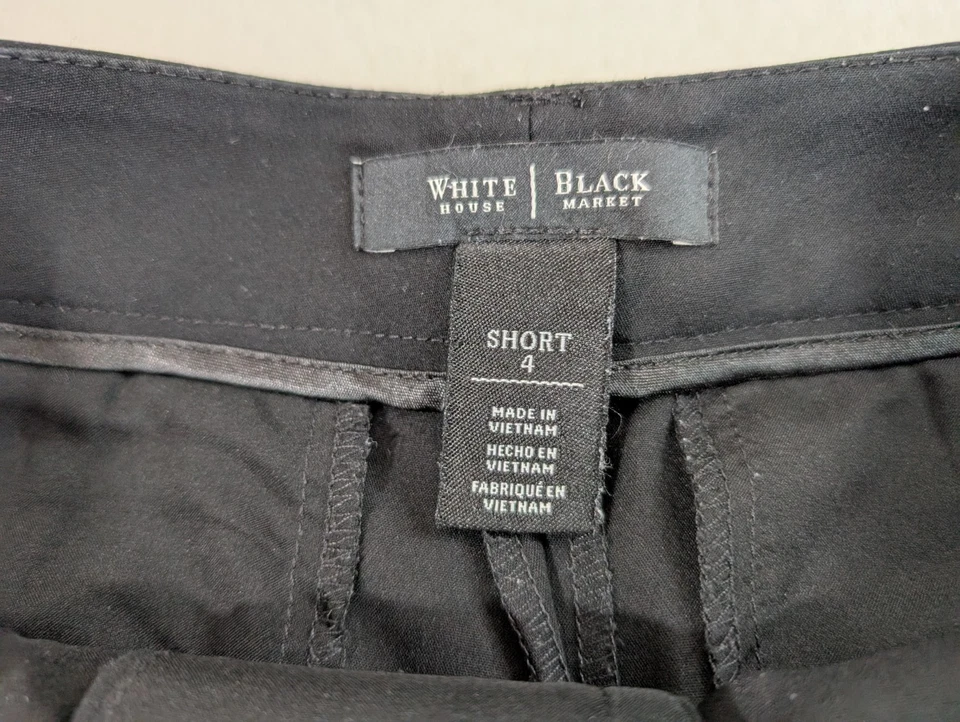 WHITE | BLACK
HOUSE MARKET
SHORT
4
MADE IN
VIETNAM
HECHO EN
VIETNAM
FABRIQUÉ EN
VIETNAM